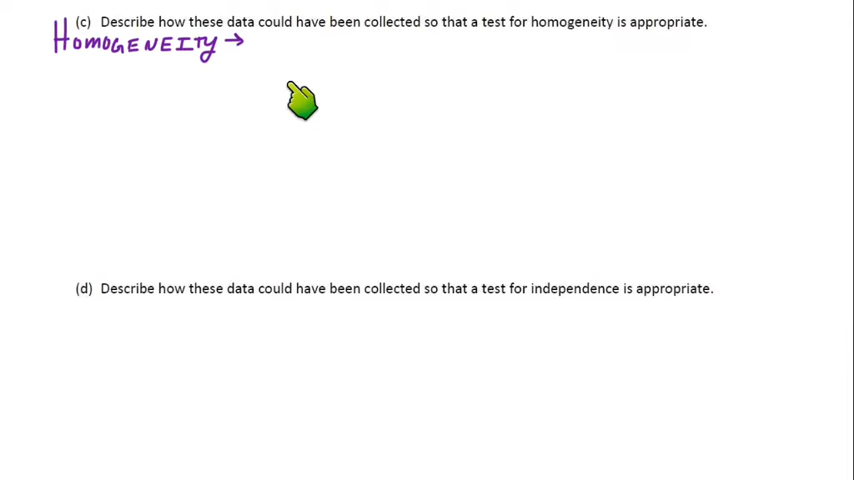 (c) Describe how these data could have been collected so that a test for homogeneity is appropriate.
HOMOGENEITY →
(d) Describe how these data could have been collected so that a test for independence is appropriate.